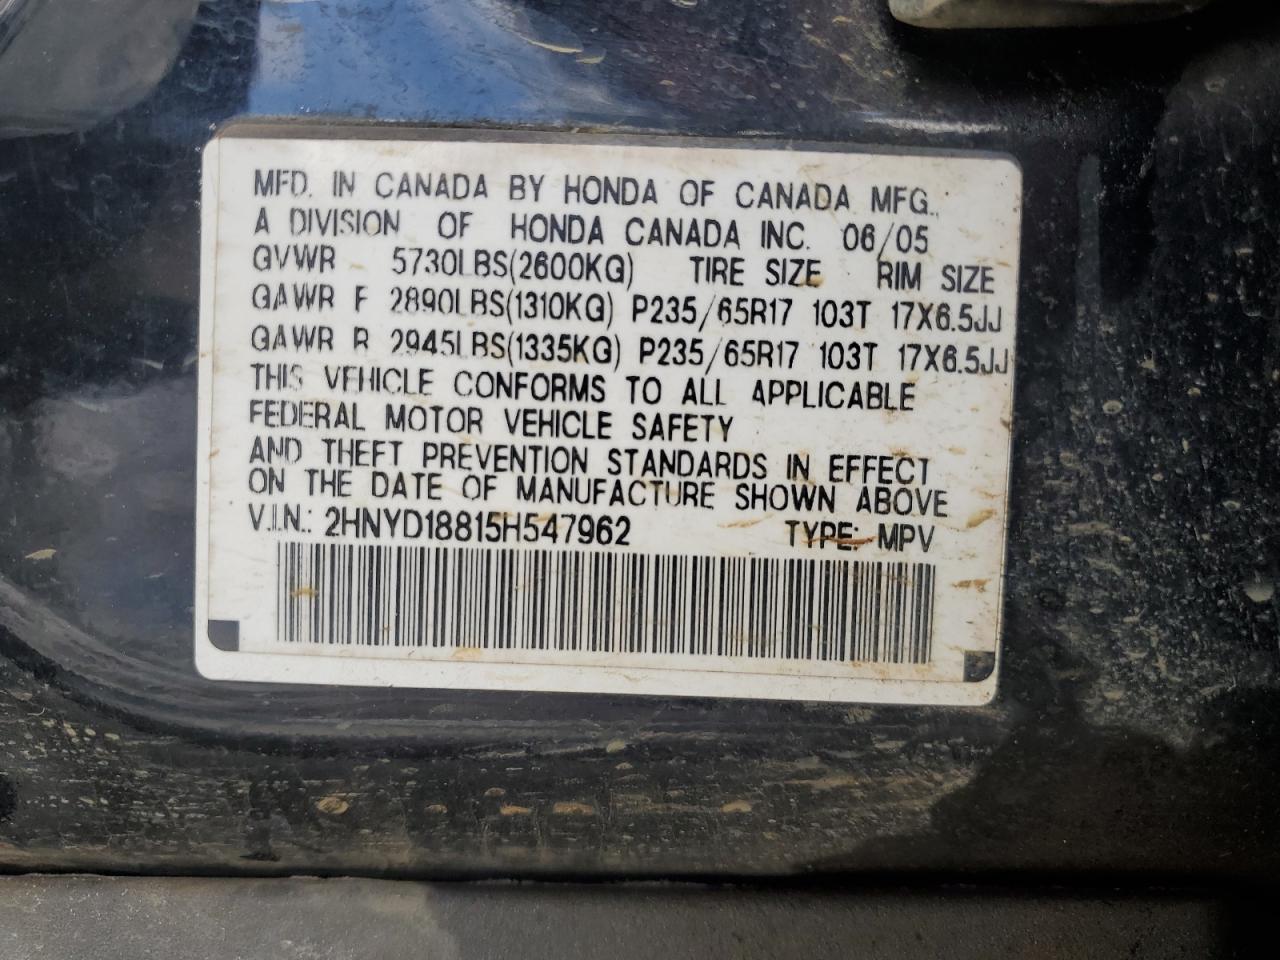 MFD. IN CANADA BY HONDA OF CANADA MFG.,
A DIVISION OF HONDA CANADA INC. 06/05
GVWR 5730LBS(2600KG) TIRE SIZE RIM SIZE
GAWR F 2890LBS(1310KG) P235/65R17 103T 17X6.5JJ
GAWR R 2945LBS(1335KG) P235/65R17 103T 17X6.5JJ
THIS VEHICLE CONFORMS TO ALL APPLICABLE
FEDERAL MOTOR VEHICLE SAFETY
AND THEFT PREVENTION STANDARDS IN EFFECT
ON THE DATE OF MANUFACTURE SHOWN ABOVE
V.I.N.: 2HNYD18815H547962 TYPE: MPV